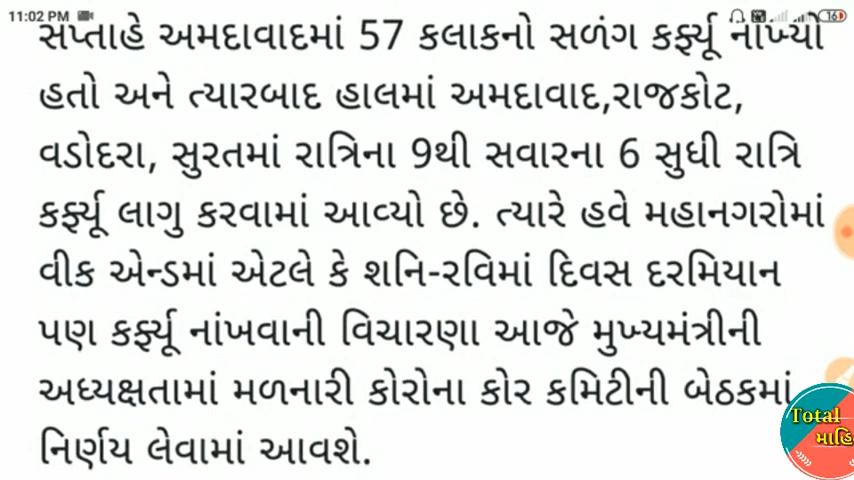 11:02 PM
16
સપ્તાહે અમદાવાદમાં 57 કલાકનો સળંગ કર્ફ્યૂ નાંખ્યો
હતો અને ત્યારબાદ હાલમાં અમદાવાદ,રાજકોટ,
વડોદરા, સુરતમાં રાત્રિના 9થી સવારના 6 સુધી રાત્રિ
કર્ફ્યૂ લાગુ કરવામાં આવ્યો છે. ત્યારે હવે મહાનગરોમાં
વીક એન્ડમાં એટલે કે શનિ-રવિમાં દિવસ દરમિયાન
પણ કર્ફ્યૂ નાંખવાની વિચારણા આજે મુખ્યમંત્રીની
અધ્યક્ષતામાં મળનારી કોરોના કોર કમિટીની બેઠકમાં
નિર્ણય લેવામાં આવશે.
Total
માહિ